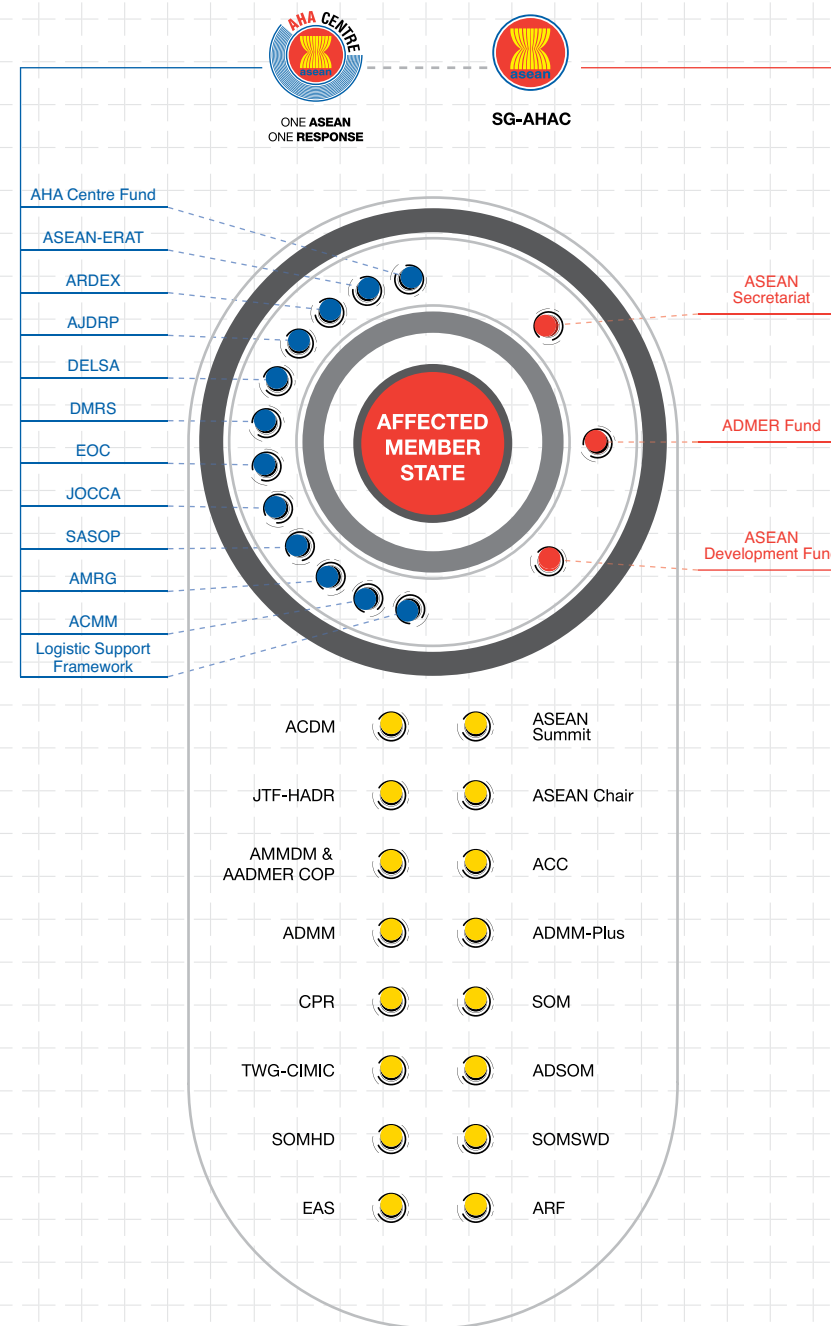 AHA CENTRE
asean
ONE ASEAN
ONE RESPONSE
asean
SG-AHAC
AHA Centre Fund
ASEAN-ERAT
ARDEX
AJDRP
DELSA
DMRS
EOC
JOCCA
SASOP
AMRG
ACMM
Logistic Support
Framework
AFFECTED
MEMBER
STATE
ASEAN
Secretariat
ADMER Fund
ASEAN
Development Fun
ACDM
ASEAN
Summit
JTF-HADR
ASEAN Chair
AMMDM &
AADMER COP
ACC
ADMM
ADMM-Plus
CPR
SOM
TWG-CIMIC
ADSOM
SOMHD
SOMSWD
EAS
ARF